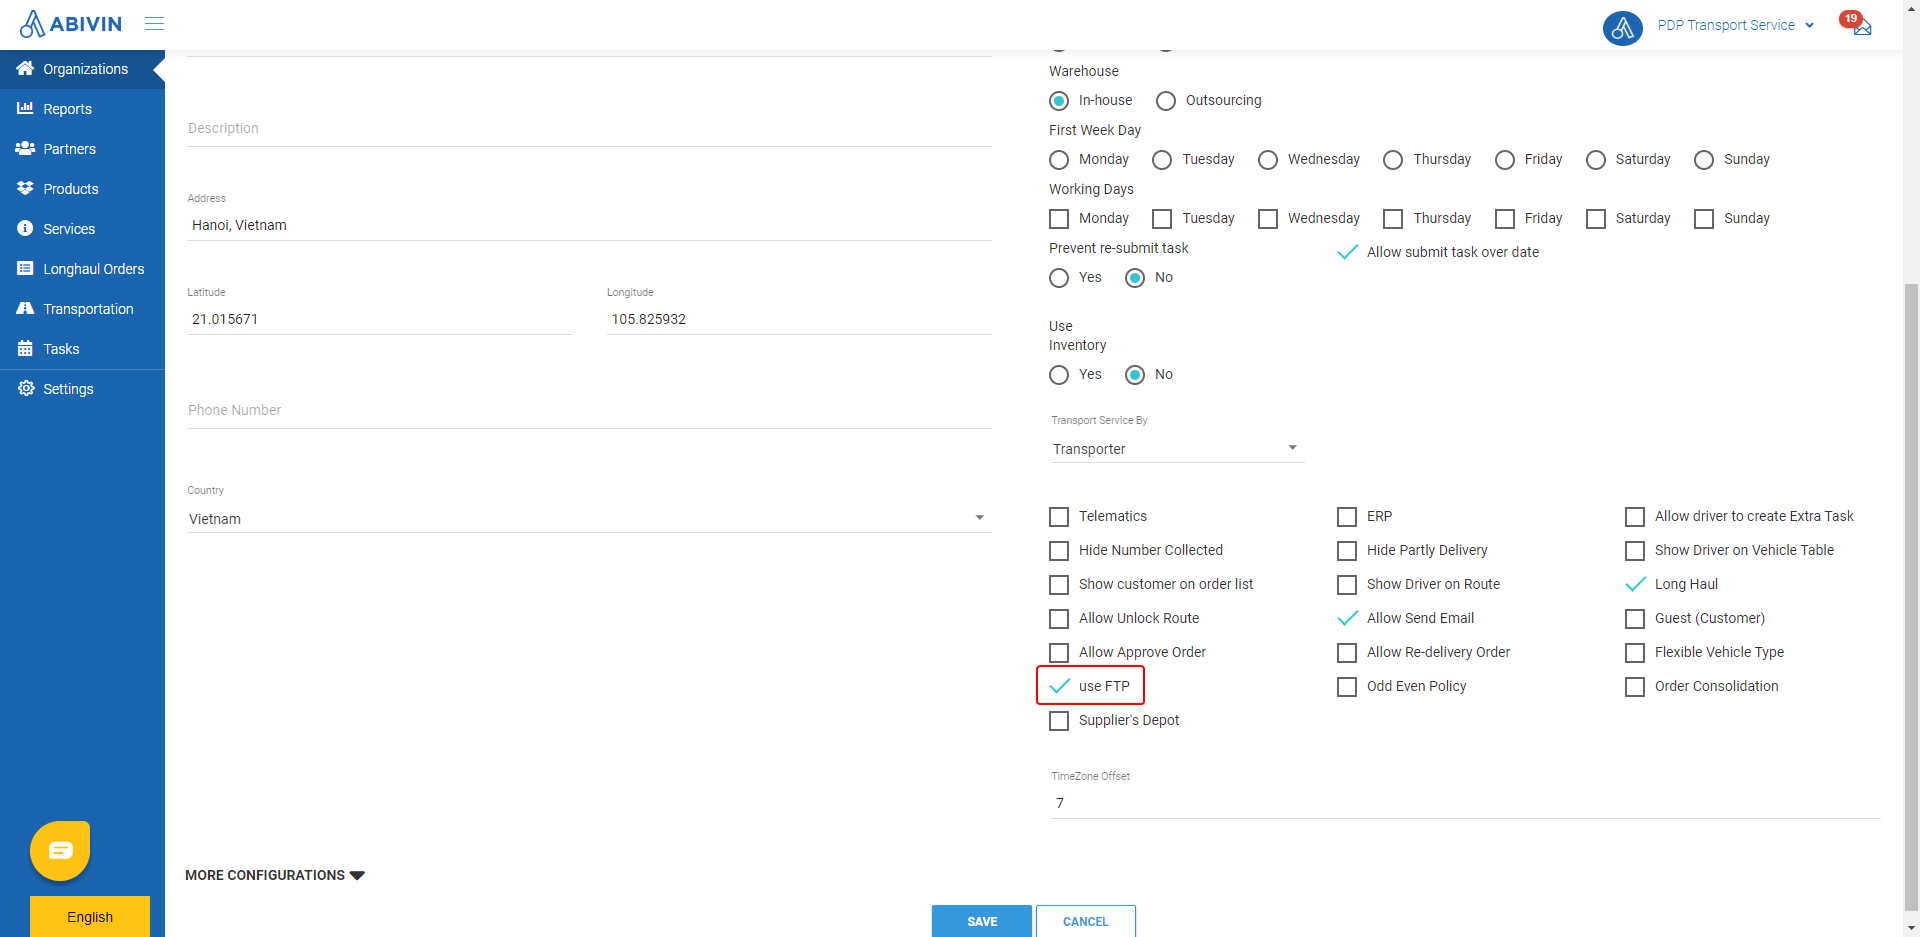 ABIVIN
PDP Transport Service
19
Organizations
Reports
Partners
Products
Services
Longhaul Orders
Transportation
Tasks
Settings
English
Description
Address
Hanoi, Vietnam
Latitude
Longitude
21.015671
105.825932
Phone Number
Country
Vietnam
Warehouse
In-house
Outsourcing
First Week Day
Monday
Tuesday
Wednesday
Thursday
Friday
Saturday
Sunday
Working Days
Monday
Tuesday
Wednesday
Thursday
Friday
Saturday
Sunday
Prevent re-submit task
Allow submit task over date
Yes
No
Use
Inventory
Yes
No
Transport Service By
Transporter
Telematics
ERP
Allow driver to create Extra Task
Hide Number Collected
Hide Partly Delivery
Show Driver on Vehicle Table
Show customer on order list
Show Driver on Route
Long Haul
Allow Unlock Route
Allow Send Email
Guest (Customer)
Allow Approve Order
Allow Re-delivery Order
Flexible Vehicle Type
use FTP
Odd Even Policy
Order Consolidation
Supplier's Depot
TimeZone Offset
7
MORE CONFIGURATIONS
SAVE
CANCEL